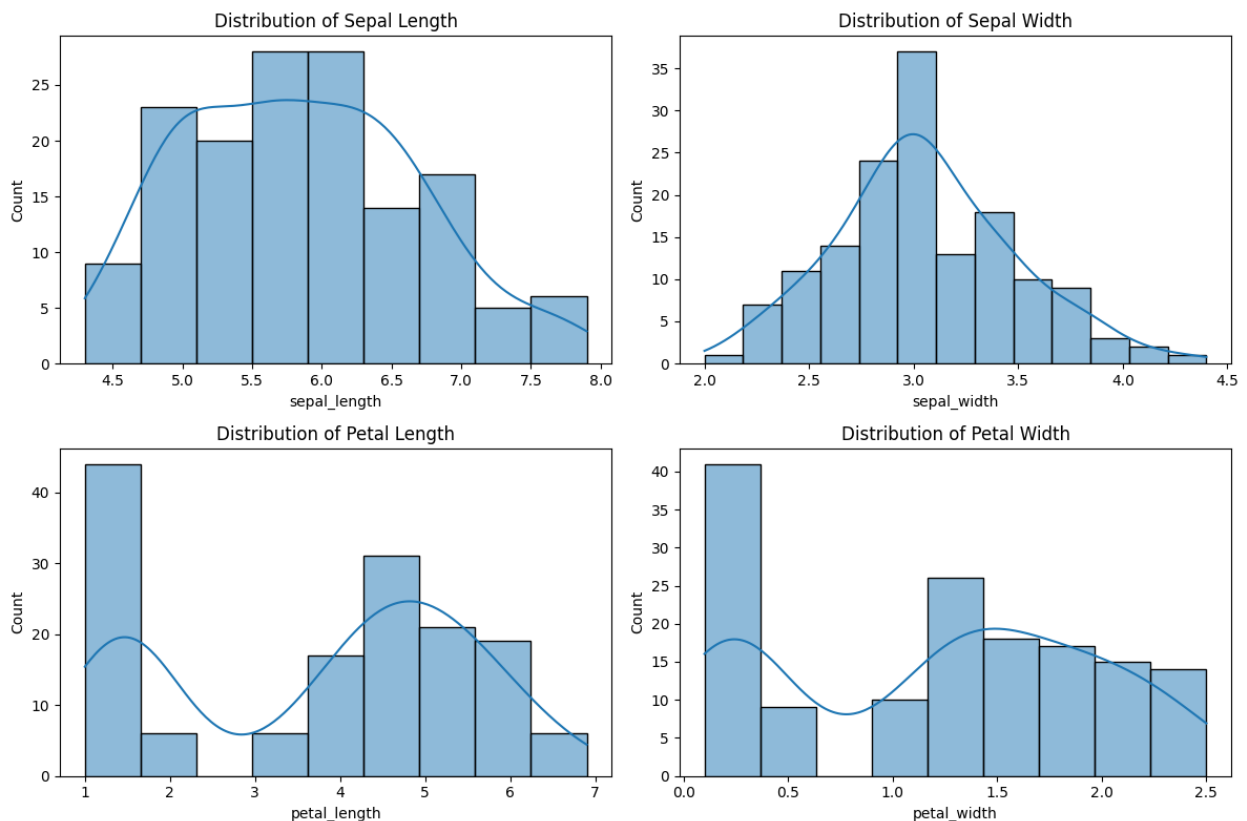 Distribution of Sepal Length
Count
25
20
15
10
5
0
4.5 5.0 5.5 6.0 6.5 7.0 7.5 8.0
sepal_length
Distribution of Sepal Width
Count
35
30
25
20
15
10
5
0
2.0 2.5 3.0 3.5 4.0 4.5
sepal_width
Distribution of Petal Length
Count
40
30
20
10
0
1 2 3 4 5 6 7
petal_length
Distribution of Petal Width
Count
40
35
30
25
20
15
10
5
0
0.0 0.5 1.0 1.5 2.0 2.5
petal_width